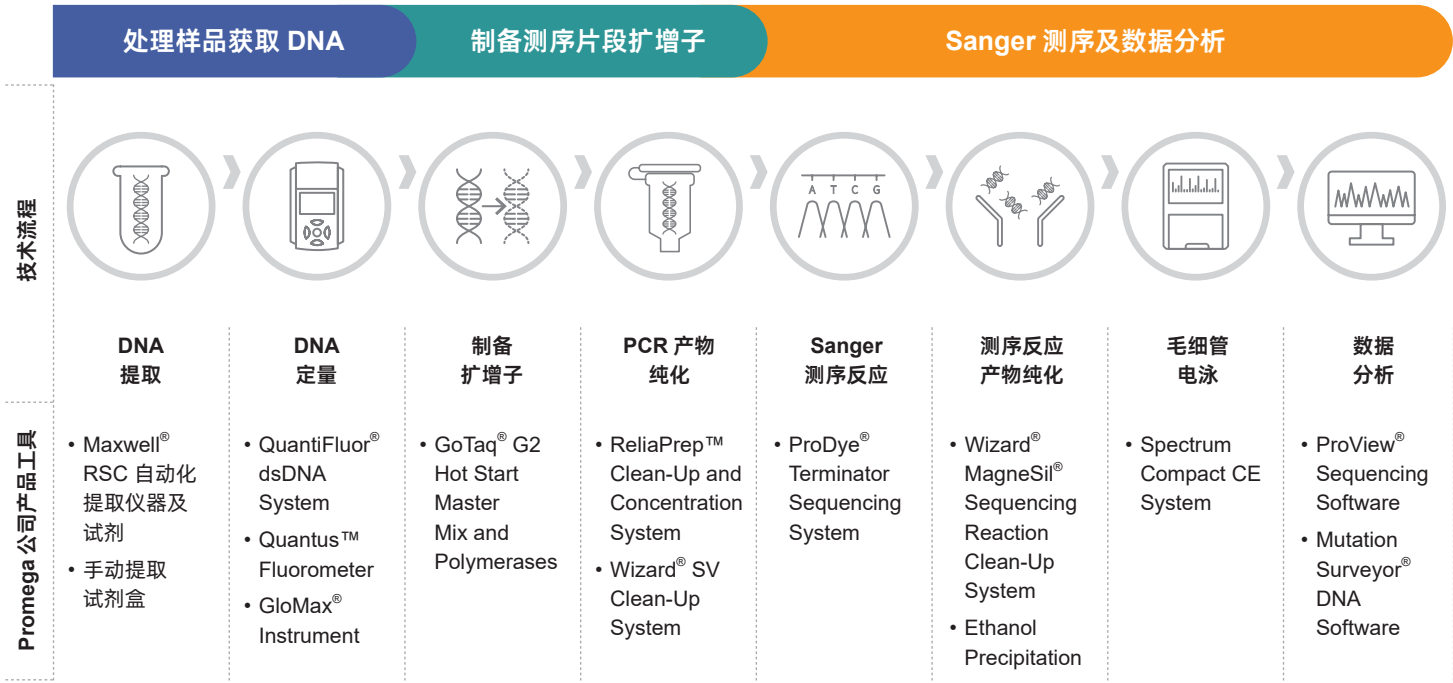 处理样品获取 DNA
制备测序片段扩增子
Sanger 测序及数据分析
技术流程
A T C G
DNA
提取
DNA
定量
制备
扩增子
PCR 产物
纯化
Sanger
测序反应
测序反应
产物纯化
毛细管
电泳
数据
分析
Promega 公司产品工具
• Maxwell®
RSC 自动化
提取仪器及
试剂
• 手动提取
试剂盒
• QuantiFluor®
dsDNA
System
• Quantus™
Fluorometer
• GloMax®
Instrument
• GoTaq® G2
Hot Start
Master
Mix and
Polymerases
• ReliaPrep™
Clean-Up and
Concentration
System
• Wizard® SV
Clean-Up
System
• ProDye®
Terminator
Sequencing
System
• Wizard®
MagneSil®
Sequencing
Reaction
Clean-Up
System
• Ethanol
Precipitation
• Spectrum
Compact CE
System
• ProView®
Sequencing
Software
• Mutation
Surveyor®
DNA
Software